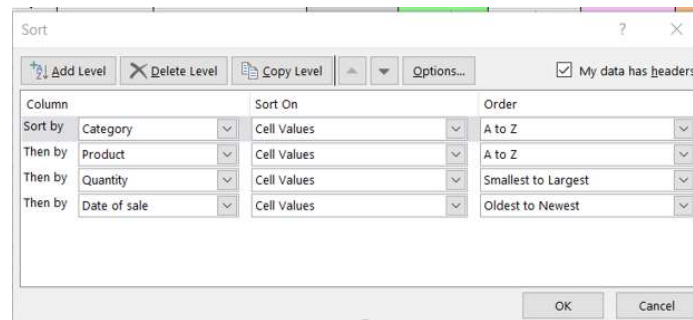 Sort ?
Add Level Delete Level Copy Level Options... My data has headers
Column Sort On Order
Sort by Category Cell Values A to Z
Then by Product Cell Values A to Z
Then by Quantity Cell Values Smallest to Largest
Then by Date of sale Cell Values Oldest to Newest
OK Cancel